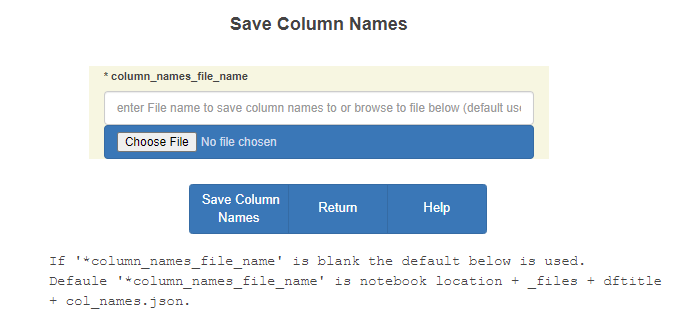 Save Column Names
* column_names_file_name
enter File name to save column names to or browse to file below (default use
Choose File No file chosen
Save Column
Names
Return
Help
If '*column_names_file_name' is blank the default below is used.
Defaule '*column_names_file_name' is notebook location + _files + dftitle
+ col_names.json.